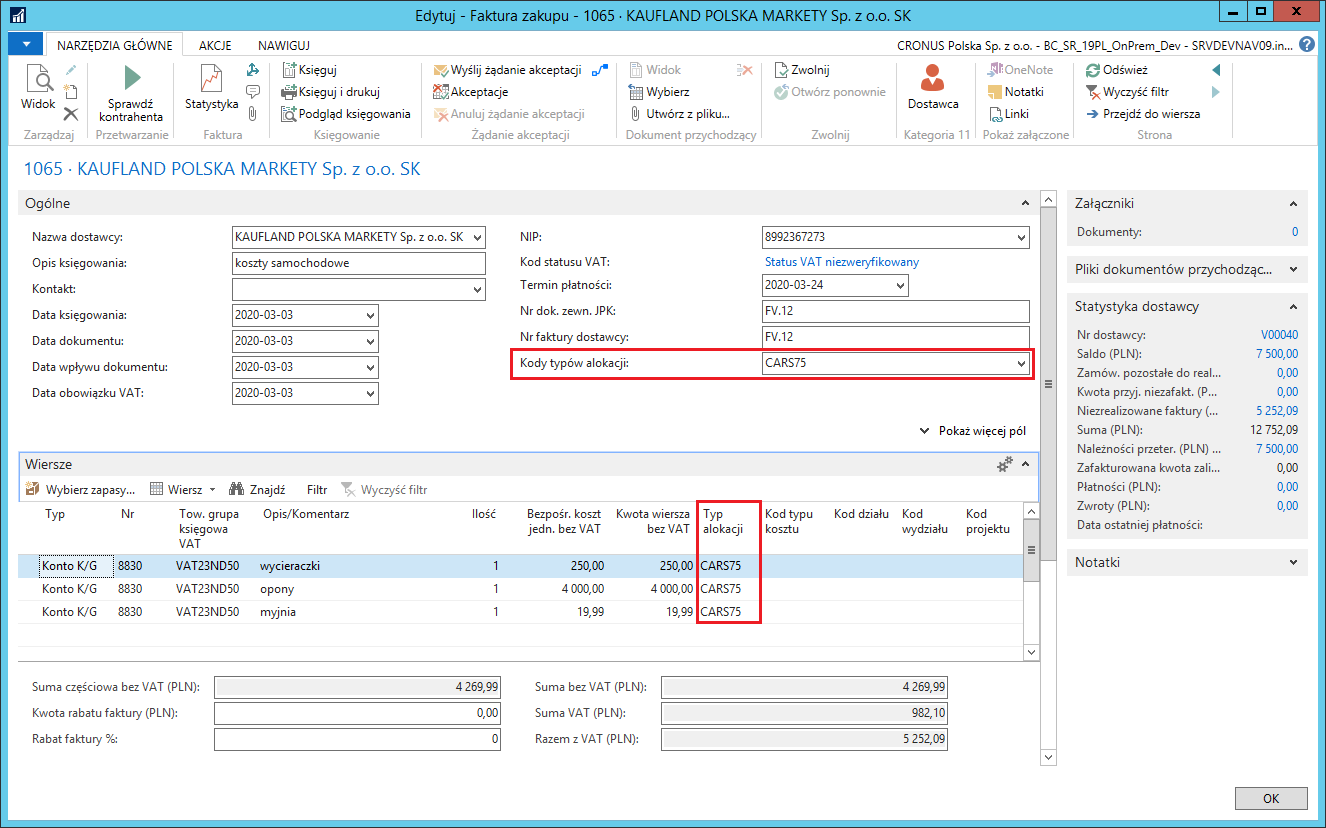 Edytuj - Faktura zakupu - 1065 · KAUFLAND POLSKA MARKETY Sp. z o.o. SK
NARZĘDZIA GŁÓWNE AKCJE NAWIGUJ
CRONUS Polska Sp. z o.o. - BC_SR_19PL_OnPrem_Dev - SRVDEVNAV09.in...
Widok
Zarządzaj
Sprawdź kontrahenta
Przetwarzanie
Statystyka
Faktura
Księguj
Księguj i drukuj
Podgląd księgowania
Księgowanie
Wyślij żądanie akceptacji
Akceptacje
Anuluj żądanie akceptacji
Żądanie akceptacji
Widok
Wybierz
Utwórz z pliku...
Dokument przychodzący
Zwolnij
Otwórz ponownie
Zwolnij
Dostawca
Kategoria 11
OneNote
Notatki
Linki
Pokaż załączone
Odśwież
Wyczyść filtr
Przejdź do wiersza
Strona
1065 · KAUFLAND POLSKA MARKETY Sp. z o.o. SK
Ogólne
Nazwa dostawcy: KAUFLAND POLSKA MARKETY Sp. z o.o. SK
Opis księgowania: koszty samochodowe
Kontakt:
Data księgowania: 2020-03-03
Data dokumentu: 2020-03-03
Data wpływu dokumentu: 2020-03-03
Data obowiązku VAT: 2020-03-03
NIP: 8992367273
Kod statusu VAT: Status VAT niezweryfikowany
Termin płatności: 2020-03-24
Nr dok. zewn. JPK: FV.12
Nr faktury dostawcy: FV.12
Kody typów alokacji: CARS75
Pokaż więcej pól
Wiersze
Wybierz zapasy... Wiersz Znajdź Filtr Wyczyść filtr
Typ Nr Tow. grupa księgowa VAT Opis/Komentarz Ilość Bezpośr. koszt jedn. bez VAT Kwota wiersza bez VAT Typ alokacji Kod typu kosztu Kod działu Kod wydziału Kod projektu
Konto K/G 8830 VAT23ND50 wycieraczki 1 250,00 250,00 CARS75
Konto K/G 8830 VAT23ND50 opony 1 4 000,00 4 000,00 CARS75
Konto K/G 8830 VAT23ND50 myjnia 1 19,99 19,99 CARS75
Suma częściowa bez VAT (PLN): 4 269,99
Kwota rabatu faktury (PLN): 0,00
Rabat faktury %: 0
Suma bez VAT (PLN): 4 269,99
Suma VAT (PLN): 982,10
Razem z VAT (PLN): 5 252,09
Załączniki
Dokumenty: 0
Pliki dokumentów przychodząc...
Statystyka dostawcy
Nr dostawcy: V00040
Saldo (PLN): 7 500,00
Zamów. pozostałe do real... 0,00
Kwota przyj. niezafakt. (P... 0,00
Niezrealizowane faktury (... 5 252,09
Suma (PLN): 12 752,09
Należności przeter. (PLN) ... 7 500,00
Zafakturowana kwota zali... 0,00
Płatności (PLN): 0,00
Zwroty (PLN): 0,00
Data ostatniej płatności:
Notatki
OK